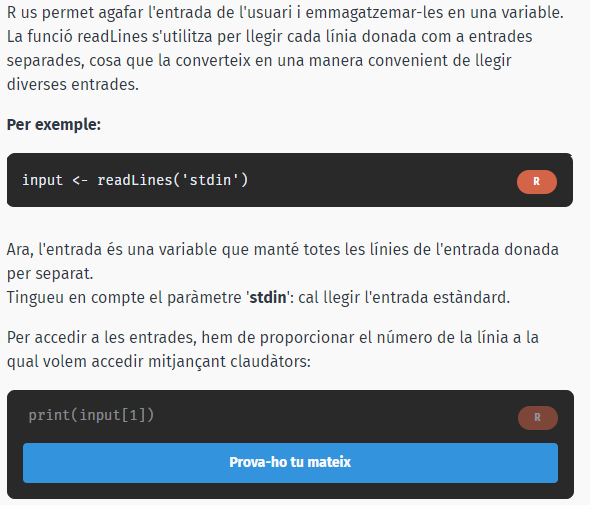 R us permet agafar l'entrada de l'usuari i emmagatzemar-les en una variable.
La funció readLines s'utilitza per llegir cada línia donada com a entrades
separades, cosa que la converteix en una manera convenient de llegir
diverses entrades.
Per exemple:
input <- readLines('stdin')
R
Ara, l'entrada és una variable que manté totes les línies de l'entrada donada
per separat.
Tingueu en compte el paràmetre 'stdin': cal llegir l'entrada estàndard.
Per accedir a les entrades, hem de proporcionar el número de la línia a la
qual volem accedir mitjançant claudàtors:
print(input[1])
R
Prova-ho tu mateix